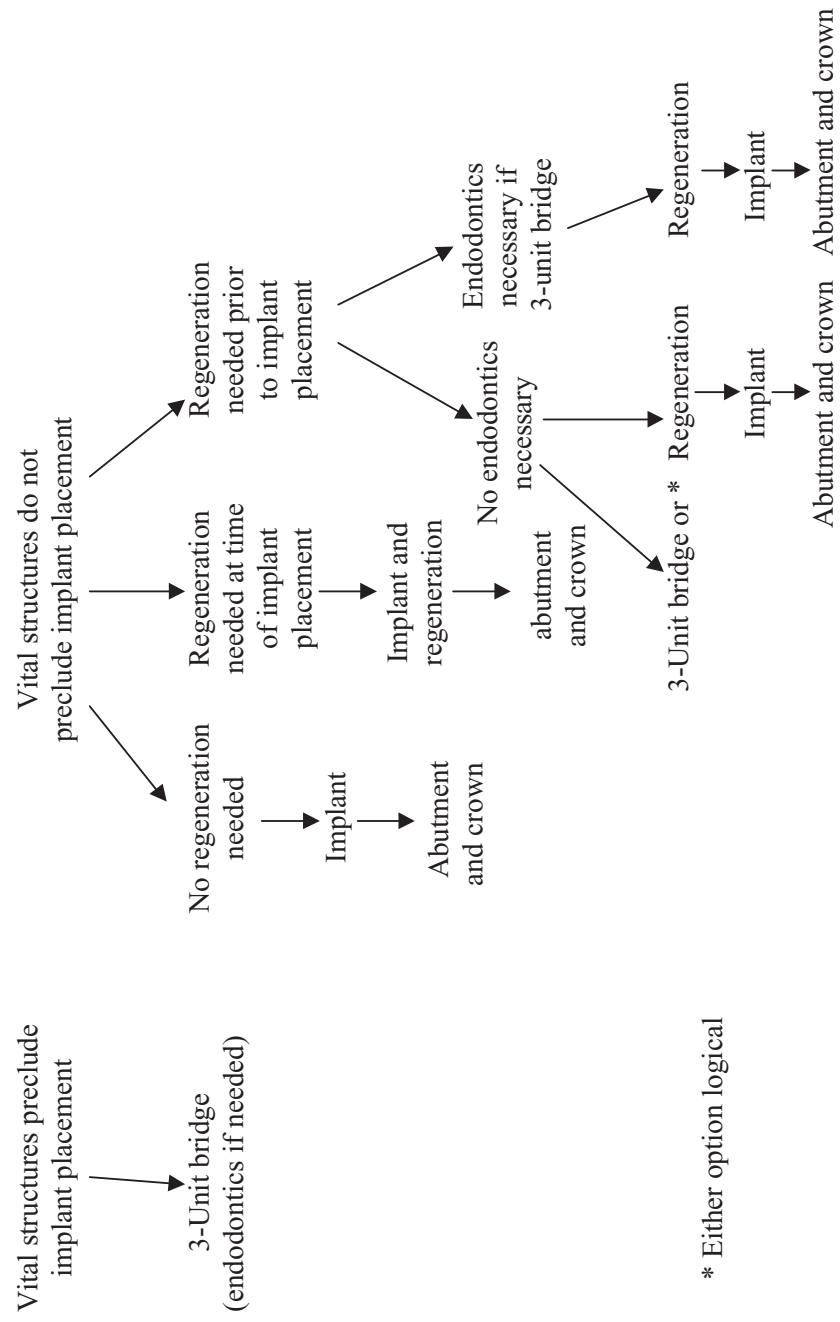 Vital structures preclude
implant placement
3-Unit bridge
(endodontics if needed)
Vital structures do not
preclude implant placement
No regeneration
needed
Implant
Abutment
and crown
Regeneration
needed at time
of implant
placement
Implant and
regeneration
abutment
and crown
Regeneration
needed prior
to implant
placement
No endodontics
necessary
3-Unit bridge or *
Regeneration
Implant
Abutment and crown
Endodontics
necessary if
3-unit bridge
Regeneration
Implant
Abutment and crown
* Either option logical